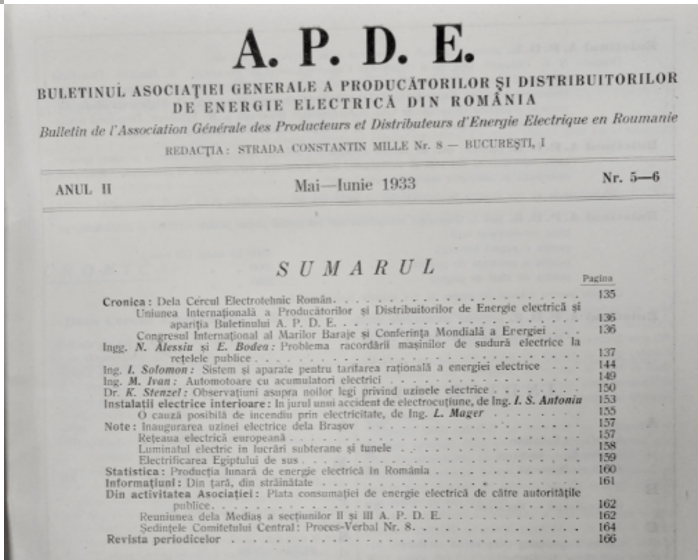 A. P. D. E.
BULETINUL ASOCIAȚIEI GENERALE A PRODUCĂTORILOR ȘI DISTRIBUITORILOR
DE ENERGIE ELECTRICĂ DIN ROMÂNIA
Bulletin de l'Association Générale des Producteurs et Distributeurs d'Energie Electrique en Roumanie
REDACȚIA: STRADA CONSTANTIN MILLE Nr. 8 — BUCUREȘTI, I
ANUL II Mai—Iunie 1933 Nr. 5—6
SUMARUL
Pagina
Cronica: Dela Cercul Electrotehnic Român. . . . . . . 135
Uniunea Internațională a Producătorilor și Distribuitorilor de Energie electrică și
apariția Buletinului A. P. D. E. . . . . . . 136
Congresul Internațional al Marilor Baraje și Conferința Mondială a Energiei . . . 136
Ingg. N. Alessiu și E. Bodea: Problema racordării mașinilor de sudură electrice la
rețelele publice . . . . . . . 137
Ing. I. Solomon: Sistem și aparate pentru tarifarea rațională a energiei electrice . . . 144
Ing. M. Ivan: Automotoare cu acumulatori electrici . . . . . . . 149
Dr. K. Stenzel: Observațiuni asupra noilor legi privind uzinele electrice . . . . . . . 150
Instalații electrice interioare: In jurul unui accident de electrocuțiune, de Ing. I. S. Antoniu 153
O cauză posibilă de incendiu prin electricitate, de Ing. L. Mager . . . . . . . 155
Note: Inaugurarea uzinei electrice dela Brașov . . . . . . . 157
Rețeaua electrică europeană . . . . . . . 157
Luminatul electric în lucrări subterane și tunele . . . . . . . 158
Electrificarea Egiptului de sus . . . . . . . 159
Statistica: Producția lunară de energie electrică în România . . . . . . . 160
Informațiuni: Din țară, din străinătate . . . . . . . 161
Din activitatea Asociației: Plata consumației de energie electrică de către autoritățile
publice . . . . . . . 162
Reuniunea dela Mediaș a secțiunilor II și III A. P. D. E. . . . . . . 162
Ședințele Comitetului Central: Proces-Verbal Nr. 8 . . . . . . . 164
Revista periodicelor . . . . . . . 166